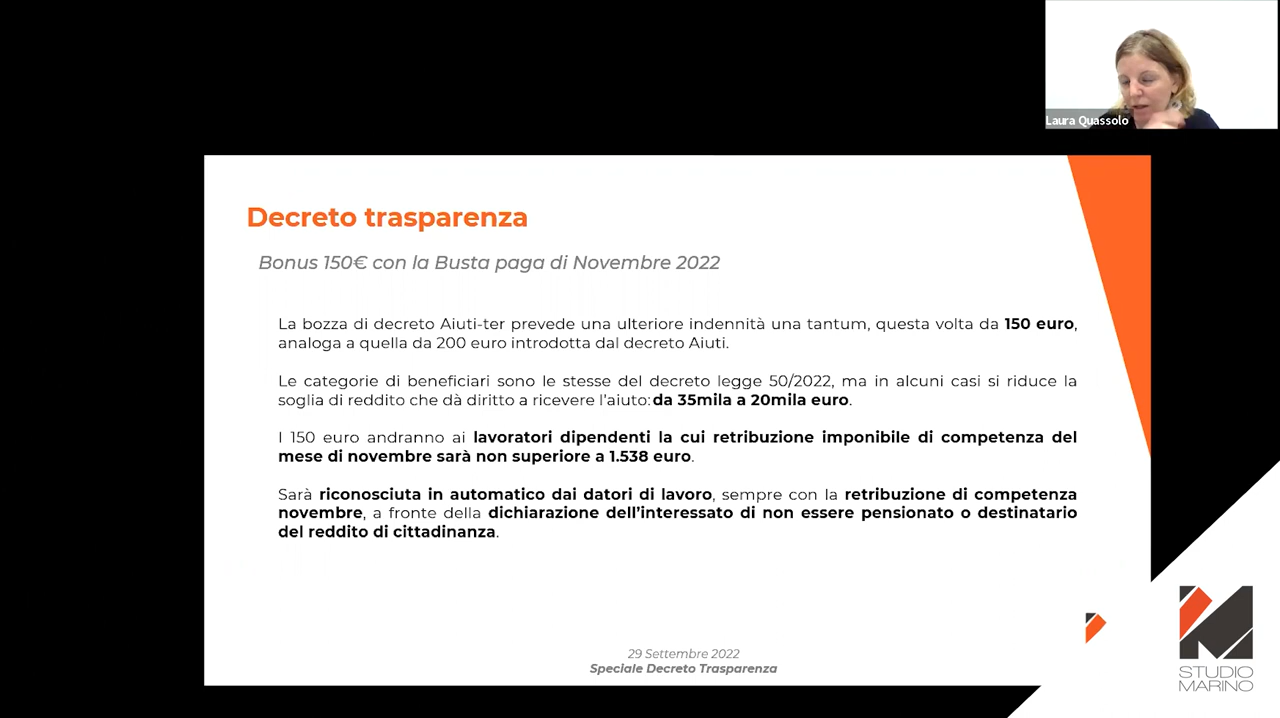 Laura Quassolo
Decreto trasparenza
Bonus 150€ con la Busta paga di Novembre 2022
La bozza di decreto Aiuti-ter prevede una ulteriore indennità una tantum, questa volta da 150 euro,
analoga a quella da 200 euro introdotta dal decreto Aiuti.
Le categorie di beneficiari sono le stesse del decreto legge 50/2022, ma in alcuni casi si riduce la
soglia di reddito che dà diritto a ricevere l'aiuto: da 35mila a 20mila euro.
I 150 euro andranno ai lavoratori dipendenti la cui retribuzione imponibile di competenza del
mese di novembre sarà non superiore a 1.538 euro.
Sarà riconosciuta in automatico dai datori di lavoro, sempre con la retribuzione di competenza
novembre, a fronte della dichiarazione dell'interessato di non essere pensionato o destinatario
del reddito di cittadinanza.
29 Settembre 2022
Speciale Decreto Trasparenza
STUDIO
MARINO